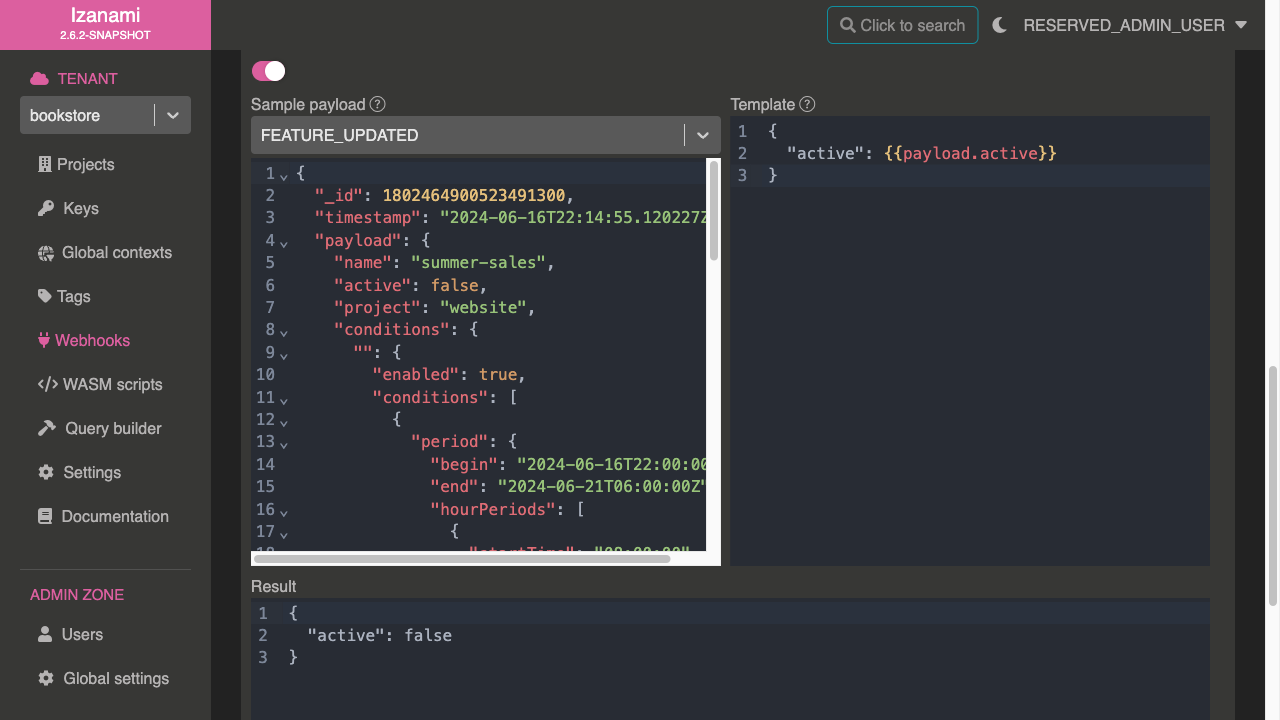 Izanami
2.6.2-SNAPSHOT
Click to search
RESERVED_ADMIN_USER
TENANT
bookstore
Projects
Keys
Global contexts
Tags
Webhooks
WASM scripts
Query builder
Settings
Documentation
ADMIN ZONE
Users
Global settings
Sample payload
FEATURE_UPDATED
1 {
2 "_id": 1802464900523491300,
3 "timestamp": "2024-06-16T22:14:55.120227Z
4 "payload": {
5 "name": "summer-sales",
6 "active": false,
7 "project": "website",
8 "conditions": {
9 "": {
10 "enabled": true,
11 "conditions": [
12 {
13 "period": {
14 "begin": "2024-06-16T22:00:00
15 "end": "2024-06-21T06:00:00Z"
16 "hourPeriods": [
17 {
Template
1 {
2 "active": {{payload.active}}
3 }
Result
1 {
2 "active": false
3 }